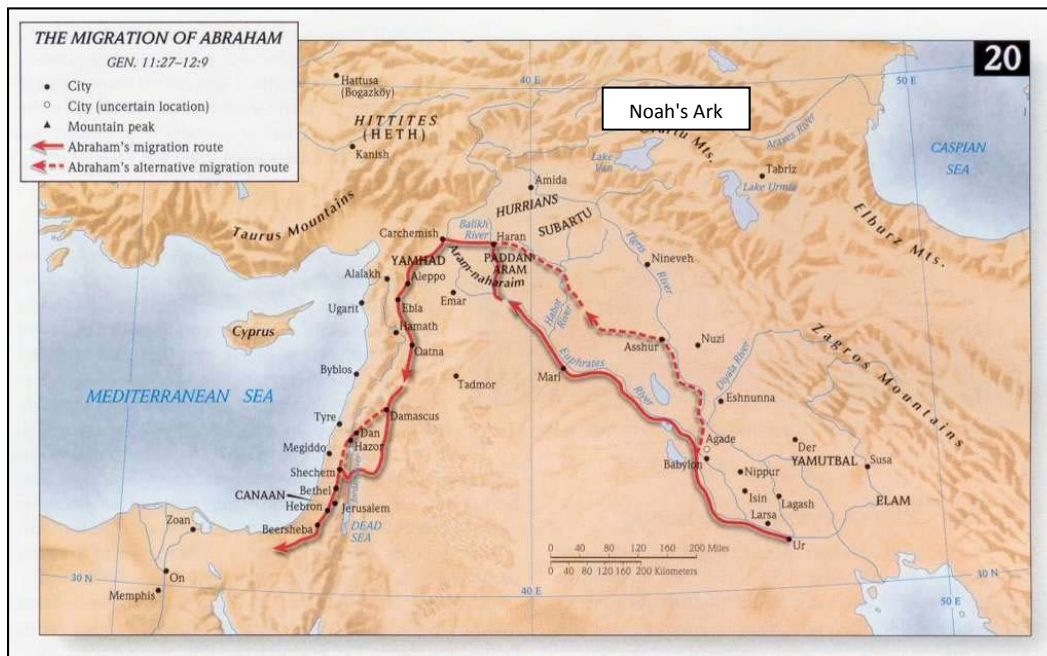 THE MIGRATION OF ABRAHAM
GEN. 11:27–12:9
City
City (uncertain location)
Mountain peak
Abraham's migration route
Abraham's alternative migration route
20
40 E
50 E
Hattusa
(Bogazköy)
HITTITES
(HETH)
Kanish
Noah's Ark
Mts.
Araxes River
Lake
Van
Tabriz
Lake Urmia
CASPIAN
SEA
Amida
HURRIANS
SUBARTU
Elburz Mts.
Taurus Mountains
Carchemish
Balikh
River
Haran
PADDAN
ARAM
Aram-naharaim
Tigris
River
Nineveh
YAMHAD
Alalakh
Aleppo
Ebla
Emar
Ugarit
Habor
River
Cyprus
Hamath
Qatna
Asshur
Nuzi
Zagros Mountains
Byblos
Tadmor
Mari
Euphrates
River
Diyala River
Eshnunna
MEDITERRANEAN SEA
Tyre
Damascus
Dan
Hazor
Megiddo
Agade
Babylon
Der
YAMUTBAL
Susa
Shechem
Bethel
Nippur
Isin
Lagash
ELAM
CANAAN
Hebron
Jerusalem
Larsa
Ur
Zoan
Beersheba
DEAD
SEA
0 40 80 120 160 200 Miles
0 40 80 120 160 200 Kilometers
30 N
On
Memphis
40 E
30 N
50 E